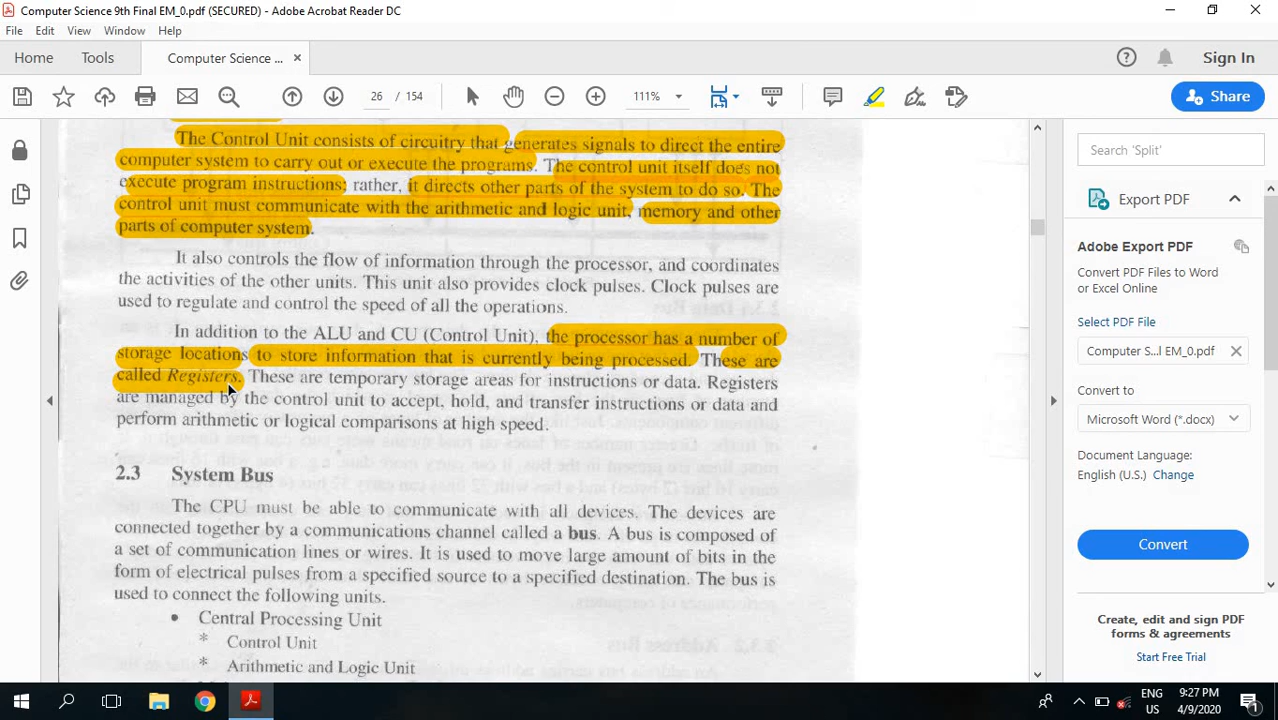 Computer Science 9th Final EM_0.pdf (SECURED) - Adobe Acrobat Reader DC
File Edit View Window Help
Home Tools Computer Science ... ×
Sign In
26 / 154
111%
Share
The Control Unit consists of circuitry that generates signals to direct the entire
computer system to carry out or execute the programs. The control unit itself does not
execute program instructions; rather, it directs other parts of the system to do so. The
control unit must communicate with the arithmetic and logic unit, memory and other
parts of computer system.
It also controls the flow of information through the processor, and coordinates
the activities of the other units. This unit also provides clock pulses. Clock pulses are
used to regulate and control the speed of all the operations.
In addition to the ALU and CU (Control Unit), the processor has a number of
storage locations to store information that is currently being processed. These are
called Registers. These are temporary storage areas for instructions or data. Registers
are managed by the control unit to accept, hold, and transfer instructions or data and
perform arithmetic or logical comparisons at high speed.
2.3 System Bus
The CPU must be able to communicate with all devices. The devices are
connected together by a communications channel called a bus. A bus is composed of
a set of communication lines or wires. It is used to move large amount of bits in the
form of electrical pulses from a specified source to a specified destination. The bus is
used to connect the following units.
• Central Processing Unit
* Control Unit
* Arithmetic and Logic Unit
Search 'Split'
Export PDF
Adobe Export PDF
Convert PDF Files to Word
or Excel Online
Select PDF File
Computer S...l EM_0.pdf
Convert to
Microsoft Word (*.docx)
Document Language:
English (U.S.) Change
Convert
Create, edit and sign PDF
forms & agreements
Start Free Trial
ENG
US
9:27 PM
4/9/2020
1